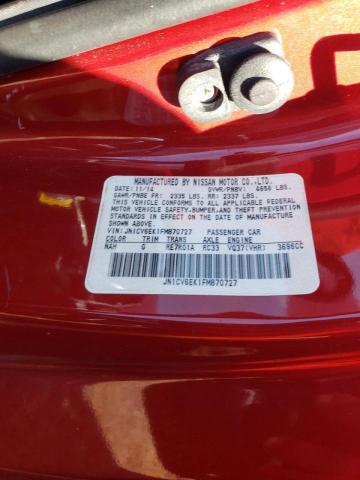 MANUFACTURED BY NISSAN MOTOR CO.,LTD.
DATE: 11/14 GVWR/PNBV: 4656 LBS.
GAWR/PNBE FR: 2335 LBS. RR: 2337 LBS.
THIS VEHICLE CONFORMS TO ALL APPLICABLE FEDERAL
MOTOR VEHICLE SAFETY,BUMPER,AND THEFT PREVENTION
STANDARDS IN EFFECT ON THE DATE OF MANUFACTURE
SHOWN ABOVE.
VIN: JN1CV6EK1FM870727 PASSENGER CAR
COLOR TRIM TRANS AXLE ENGINE
NAH G RE7R01A RC33 VQ37(VHR) 3696CC
JN1CV6EK1FM870727